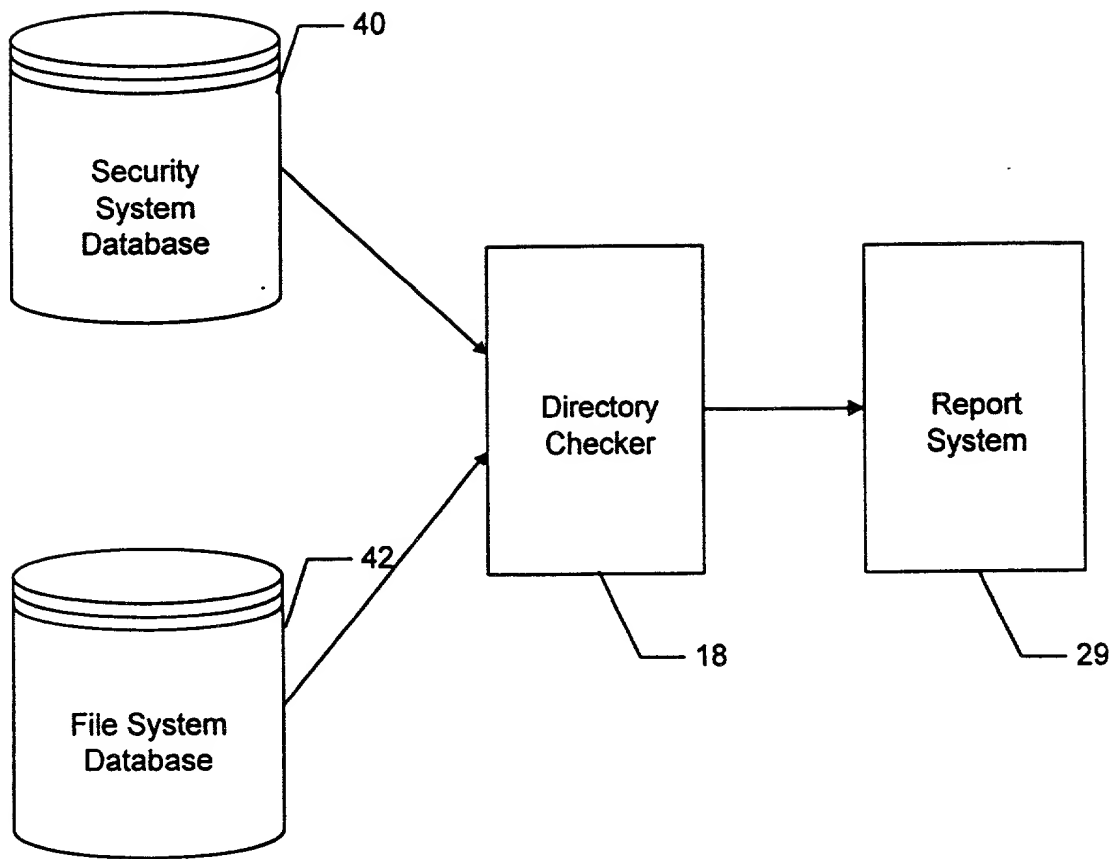 40
Security
System
Database
Directory
Checker
Report
System
42
18
29
File System
Database